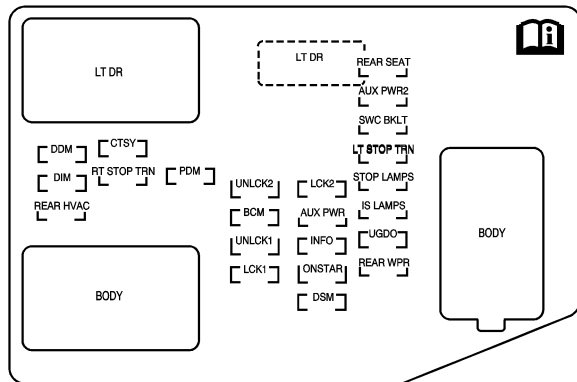 LT DR
LT DR
REAR SEAT
AUX PWR2
SWC BKLT
LT STOP TRN
STOP LAMPS
IS LAMPS
UGDO
REAR WPR
DDM
CTSY
DIM
RT STOP TRN
PDM
REAR HVAC
UNLCK2
LCK2
BCM
AUX PWR
UNLCK1
INFO
LCK1
ONSTAR
DSM
BODY
BODY
i